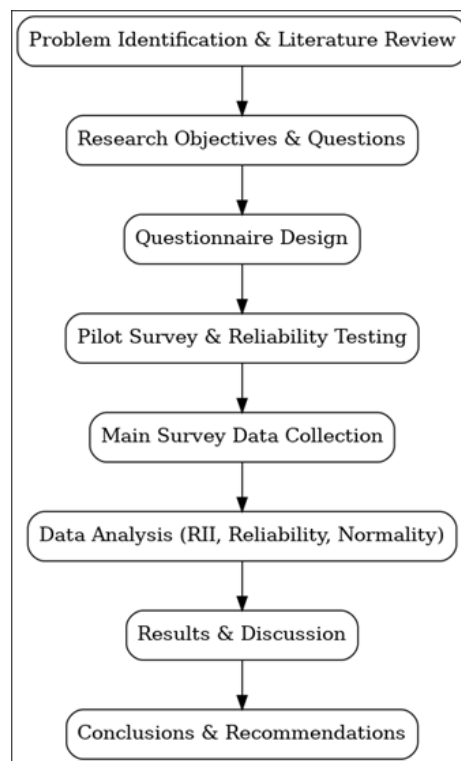 Problem Identification & Literature Review
Research Objectives & Questions
Questionnaire Design
Pilot Survey & Reliability Testing
Main Survey Data Collection
Data Analysis (RII, Reliability, Normality)
Results & Discussion
Conclusions & Recommendations